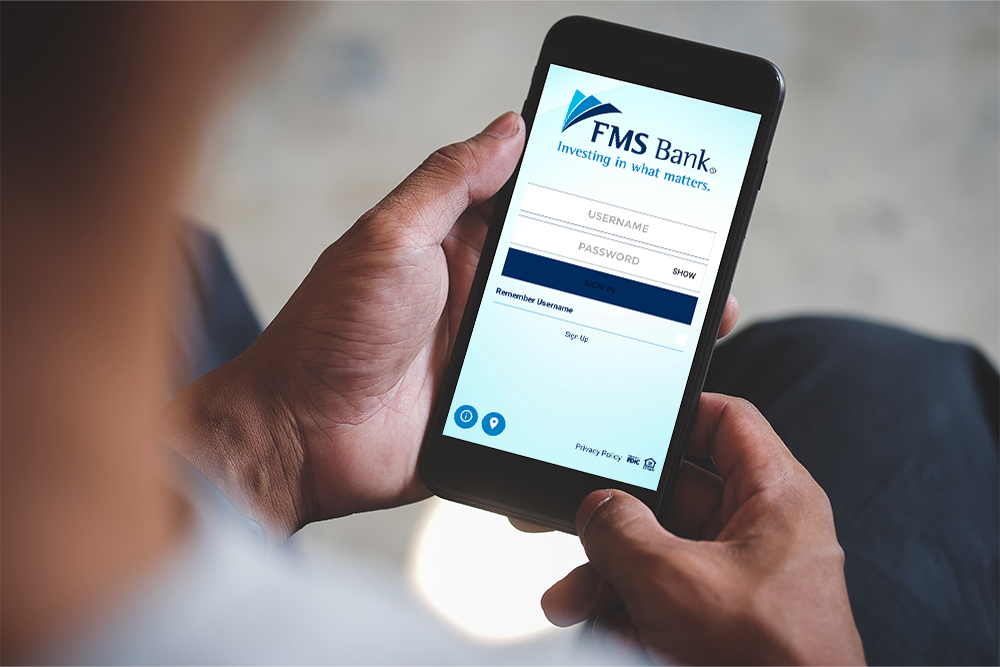 FMS Bank®
Investing in what matters.
USERNAME
PASSWORD
SHOW
SIGN IN
Remember Username
Sign Up
Privacy Policy
FDIC